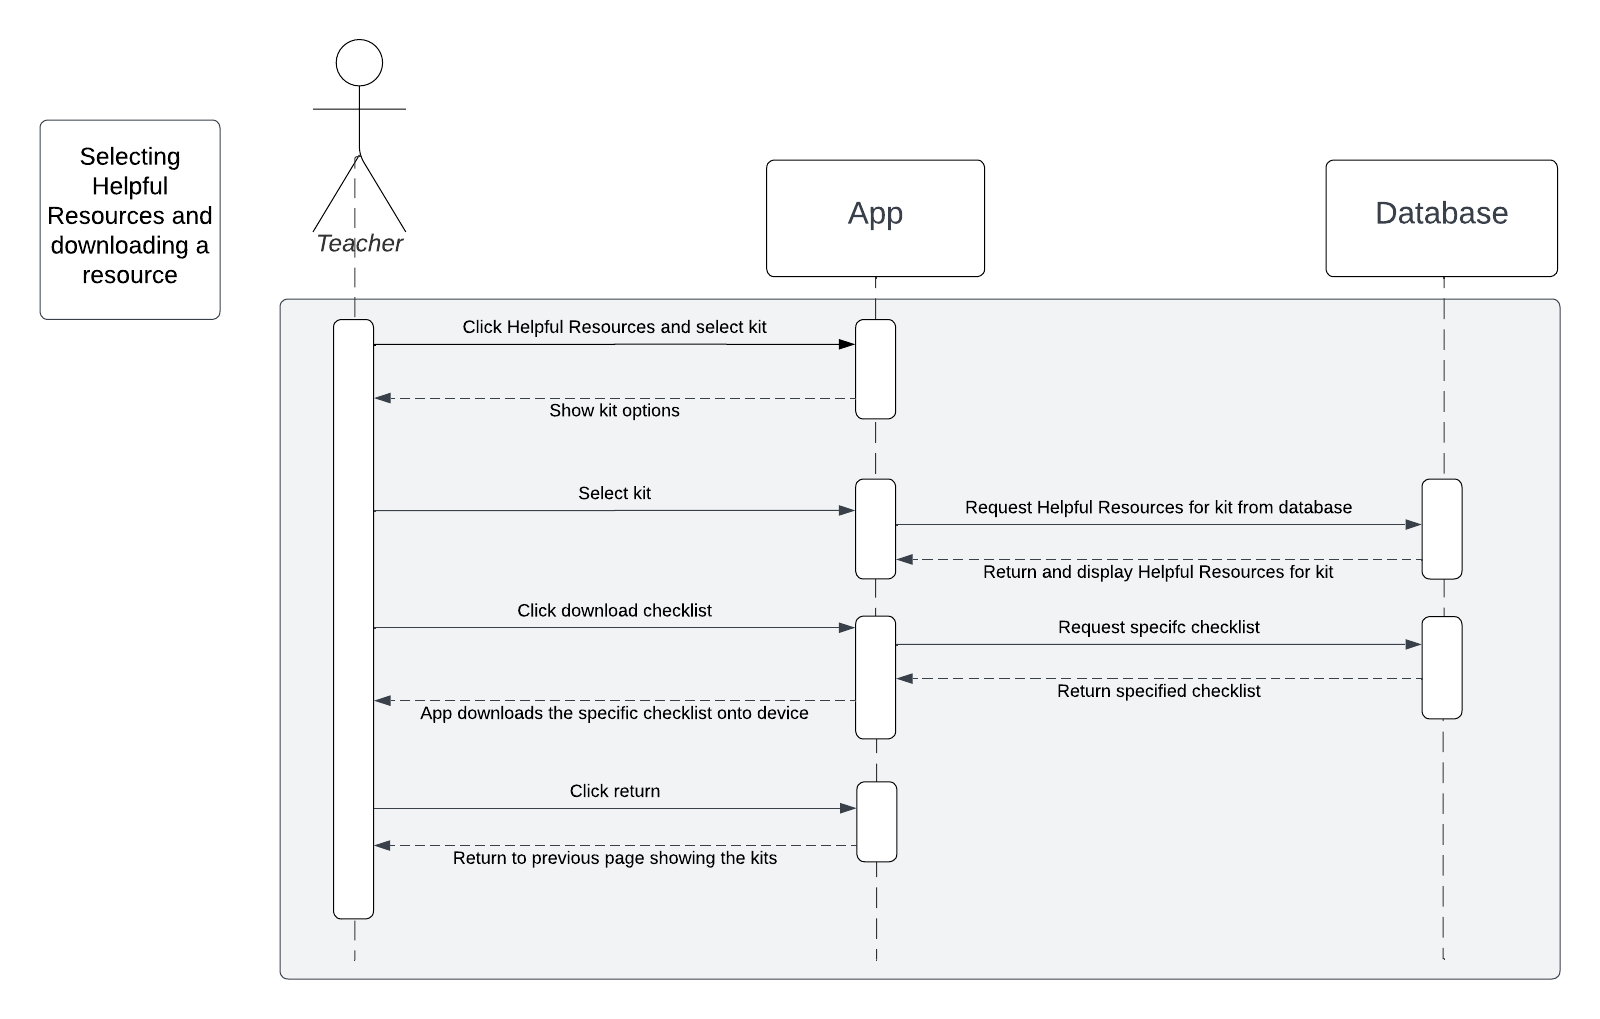 Selecting
Helpful
Resources and
downloading a
resource
Teacher
App
Database
Click Helpful Resources and select kit
Show kit options
Select kit
Request Helpful Resources for kit from database
Return and display Helpful Resources for kit
Click download checklist
Request specifc checklist
Return specified checklist
App downloads the specific checklist onto device
Click return
Return to previous page showing the kits